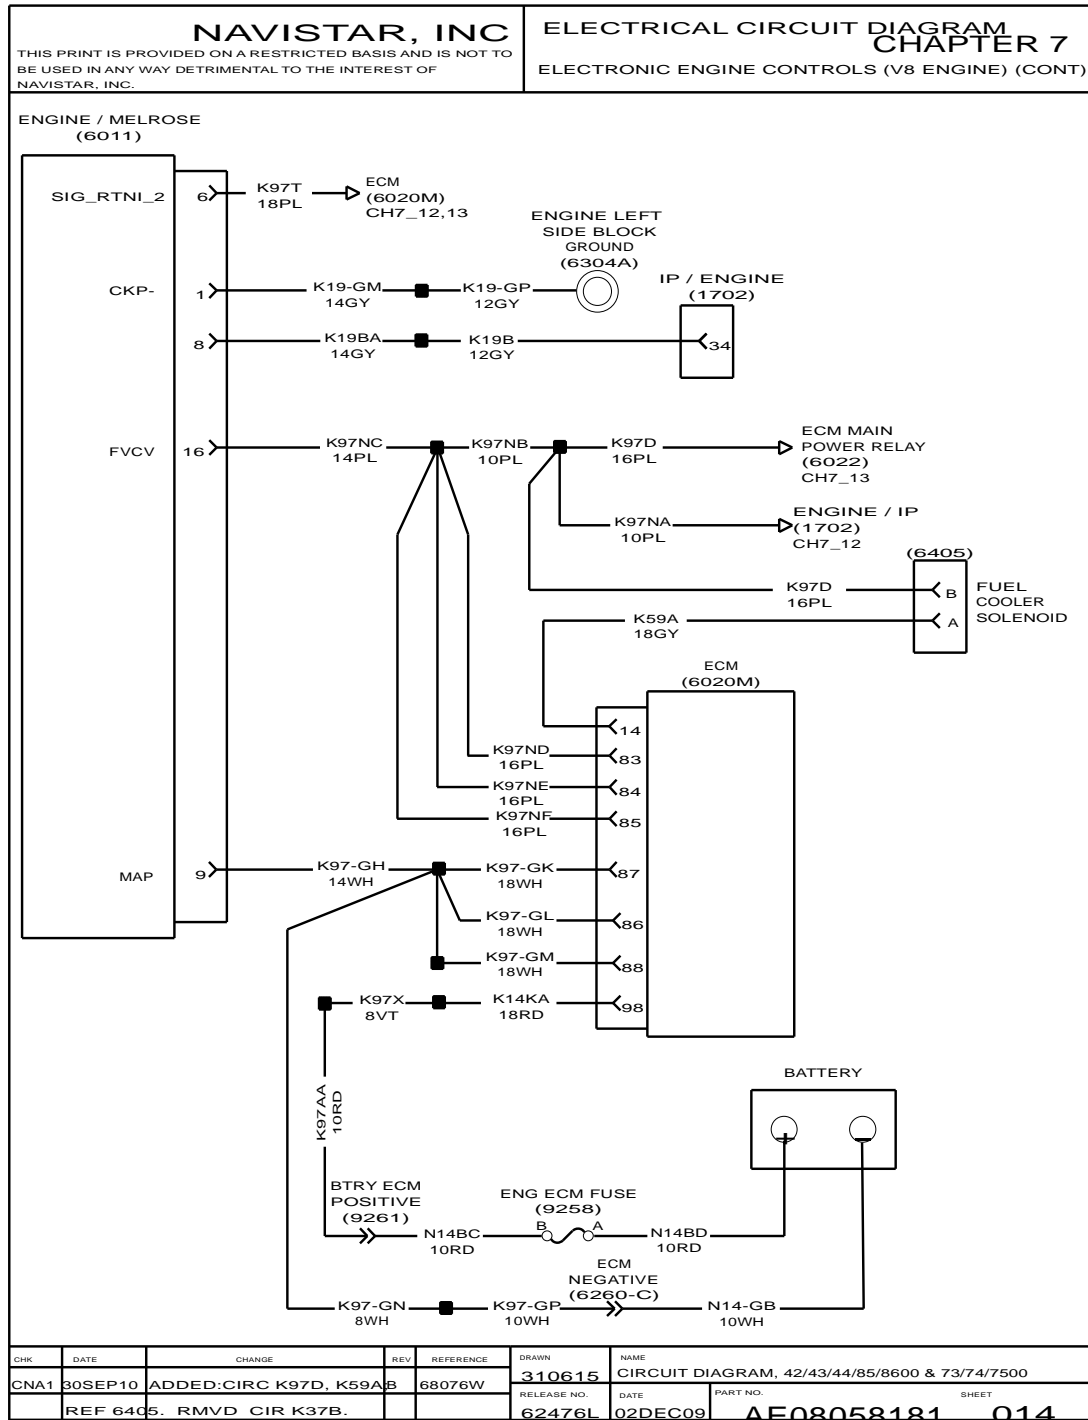 NAVISTAR, INC
THIS PRINT IS PROVIDED ON A RESTRICTED BASIS AND IS NOT TO
BE USED IN ANY WAY DETRIMENTAL TO THE INTEREST OF
NAVISTAR, INC.
ELECTRICAL CIRCUIT DIAGRAM
CHAPTER 7
ELECTRONIC ENGINE CONTROLS (V8 ENGINE) (CONT)
ENGINE / MELROSE
(6011)
SIG_RTNI_2
6
K97T
18PL
ECM
(6020M)
CH7_12,13
ENGINE LEFT
SIDE BLOCK
GROUND
(6304A)
CKP-
1
K19-GM
14GY
K19-GP
12GY
IP / ENGINE
(1702)
8
K19BA
14GY
K19B
12GY
34
FVCV
16
K97NC
14PL
K97NB
10PL
K97D
16PL
ECM MAIN
POWER RELAY
(6022)
CH7_13
K97NA
10PL
ENGINE / IP
(1702)
CH7_12
(6405)
K97D
16PL
B
FUEL
COOLER
SOLENOID
K59A
18GY
A
ECM
(6020M)
14
K97ND
16PL
83
K97NE
16PL
84
K97NF
16PL
85
MAP
9
K97-GH
14WH
K97-GK
18WH
87
K97-GL
18WH
86
K97-GM
18WH
88
K97X
8VT
K14KA
18RD
98
K97AA
10RD
BATTERY
BTRY ECM
POSITIVE
(9261)
N14BC
10RD
ENG ECM FUSE
(9258)
B
A
N14BD
10RD
ECM
NEGATIVE
(6260-C)
K97-GN
8WH
K97-GP
10WH
N14-GB
10WH
CHK DATE CHANGE REV REFERENCE
CNA1 30SEP10 ADDED:CIRC K97D, K59A B 68076W
REF 6405. RMVD CIR K37B.
DRAWN
310615
NAME
CIRCUIT DIAGRAM, 42/43/44/85/8600 & 73/74/7500
RELEASE NO.
62476L
DATE
02DEC09
PART NO.
AE08058181
SHEET
014